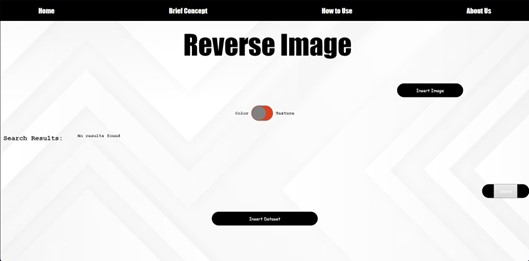 Home Brief Concept How to Use About Us
Reverse Image
Insert Image
Color Texture
Search Results: No results found
Insert Dataset